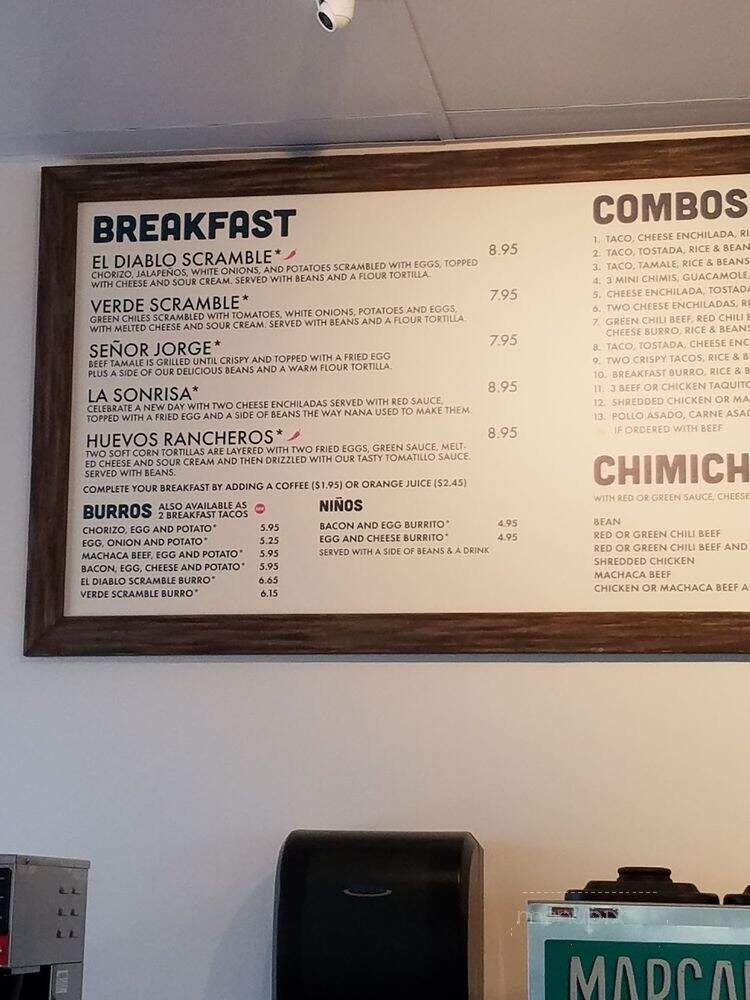 BREAKFAST
EL DIABLO SCRAMBLE* 8.95
CHORIZO, JALAPEÑOS, WHITE ONIONS, AND POTATOES SCRAMBLED WITH EGGS, TOPPED
WITH CHEESE AND SOUR CREAM. SERVED WITH BEANS AND A FLOUR TORTILLA.
VERDE SCRAMBLE* 7.95
GREEN CHILES SCRAMBLED WITH TOMATOES, WHITE ONIONS, POTATOES AND EGGS,
WITH MELTED CHEESE AND SOUR CREAM. SERVED WITH BEANS AND A FLOUR TORTILLA.
SEÑOR JORGE* 7.95
BEEF TAMALE IS GRILLED UNTIL CRISPY AND TOPPED WITH A FRIED EGG
PLUS A SIDE OF OUR DELICIOUS BEANS AND A WARM FLOUR TORTILLA.
LA SONRISA* 8.95
CELEBRATE A NEW DAY WITH TWO CHEESE ENCHILADAS SERVED WITH RED SAUCE,
TOPPED WITH A FRIED EGG AND A SIDE OF BEANS THE WAY NANA USED TO MAKE THEM.
HUEVOS RANCHEROS* 8.95
TWO SOFT CORN TORTILLAS ARE LAYERED WITH TWO FRIED EGGS, GREEN SAUCE, MELT-
ED CHEESE AND SOUR CREAM AND THEN DRIZZLED WITH OUR TASTY TOMATILLO SAUCE.
SERVED WITH BEANS.
COMPLETE YOUR BREAKFAST BY ADDING A COFFEE ($1.95) OR ORANGE JUICE ($2.45)
BURROS ALSO AVAILABLE AS
2 BREAKFAST TACOS
CHORIZO, EGG AND POTATO* 5.95
EGG, ONION AND POTATO* 5.25
MACHACA BEEF, EGG AND POTATO* 5.95
BACON, EGG, CHEESE AND POTATO* 5.95
EL DIABLO SCRAMBLE BURRO* 6.65
VERDE SCRAMBLE BURRO* 6.15
NIÑOS
BACON AND EGG BURRITO* 4.95
EGG AND CHEESE BURRITO* 4.95
SERVED WITH A SIDE OF BEANS & A DRINK
COMBOS
1. TACO, CHEESE ENCHILADA, RI
2. TACO, TOSTADA, RICE & BEAN
3. TACO, TAMALE, RICE & BEANS
4. 3 MINI CHIMIS, GUACAMOLE,
5. CHEESE ENCHILADA, TOSTADA
6. TWO CHEESE ENCHILADAS, RI
7. GREEN CHILI BEEF, RED CHILI B
CHEESE BURRO, RICE & BEANS
8. TACO, TOSTADA, CHEESE ENC
9. TWO CRISPY TACOS, RICE & B
10. BREAKFAST BURRO, RICE & B
11. 3 BEEF OR CHICKEN TAQUITO
12. SHREDDED CHICKEN OR MA
13. POLLO ASADO, CARNE ASAD
IF ORDERED WITH BEEF
CHIMICH
WITH RED OR GREEN SAUCE, CHEESE
BEAN
RED OR GREEN CHILI BEEF
RED OR GREEN CHILI BEEF AND
SHREDDED CHICKEN
MACHACA BEEF
CHICKEN OR MACHACA BEEF A
MARGA